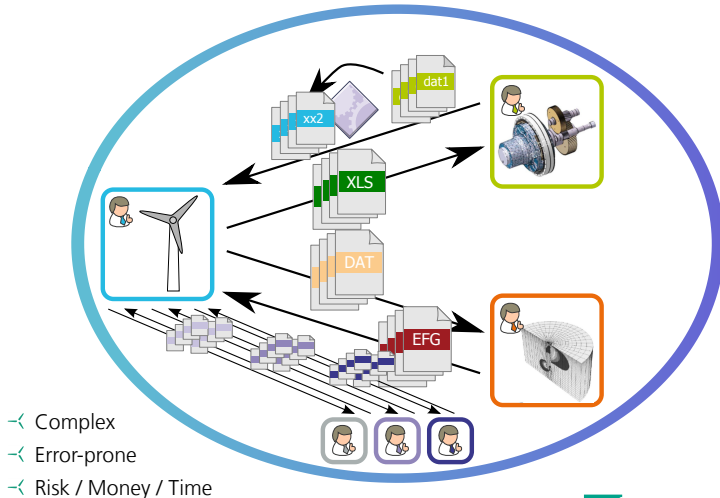 dat1
xx2
XLS
DAT
EFG
Complex
Error-prone
Risk / Money / Time